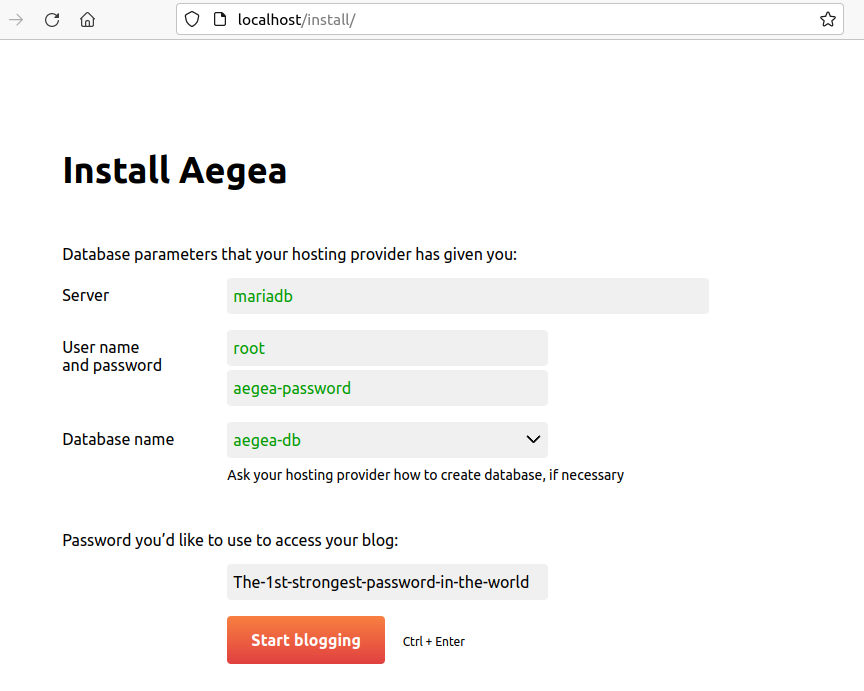 localhost/install/
Install Aegea
Database parameters that your hosting provider has given you:
Server
mariadb
User name
and password
root
aegea-password
Database name
aegea-db
Ask your hosting provider how to create database, if necessary
Password you’d like to use to access your blog:
The-1st-strongest-password-in-the-world
Start blogging
Ctrl + Enter